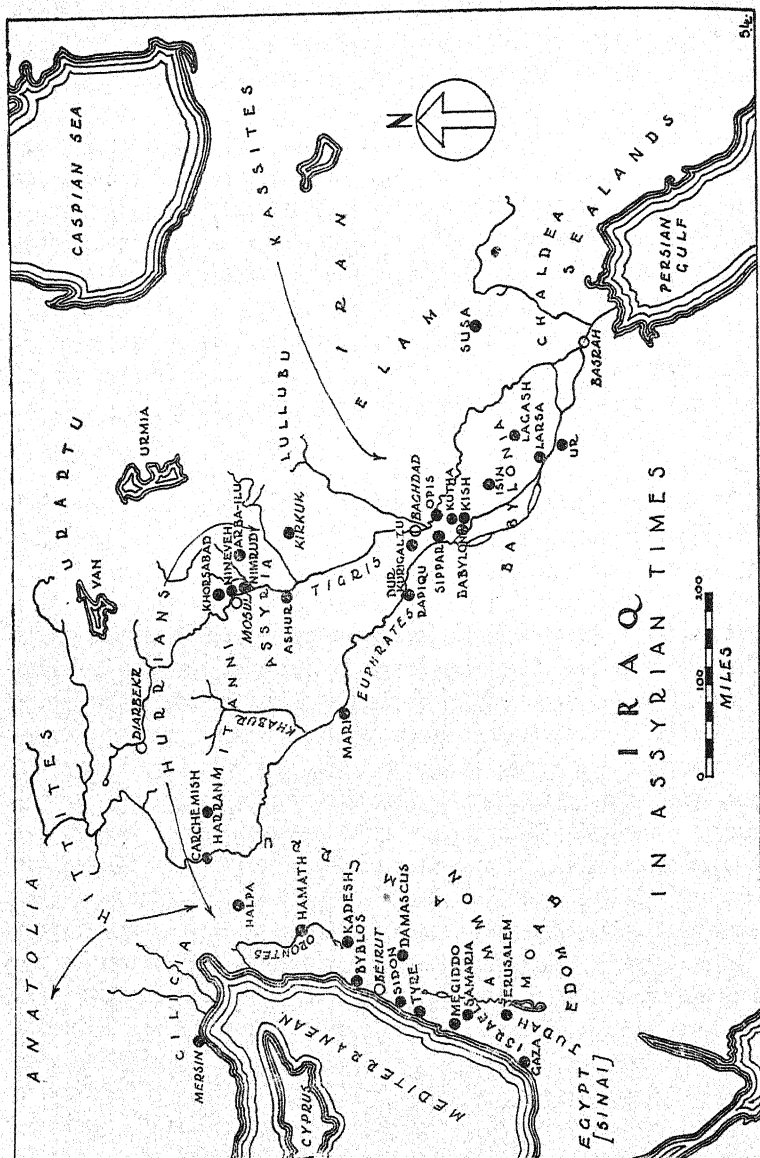 ANATOLIA
HITTITES
URARTU
CASPIAN SEA
VAN
URMIA
CILICIA
MERSIN
DIARBEKR
HURRIANS
CARCHEMISH
HARRAN
MITANNI
KHABUR
KHORSABAD
NINEVEH
MOSUL
ARBA-ILU
NIMRUD
ASSYRIA
ASHUR
KIRKUK
LULLUBU
KASSITES
HALPA
CYPRUS
MEDITERRANEAN
ORONTES
HAMATH
KADESH
BYBLOS
BEIRUT
SIDON
DAMASCUS
TYRE
MARI
EUPHRATES
TIGRIS
IRAN
ELAM
N
DUR
KURIGALTU
BAGHDAD
RAPIQU
OPIS
SIPPAR
KUTHA
BABYLON
KISH
BABYLONIA
ISIN
LAGASH
LARSA
UR
SUSA
CHALDEA
SEALANDS
BASRAH
PERSIAN
GULF
MEGIDDO
SAMARIA
ISRAEL
AMMON
JERUSALEM
JUDAH
MOAB
GAZA
EDOM
EGYPT
[SINAI]
IRAQ
IN ASSYRIAN TIMES
0 100 200
MILES